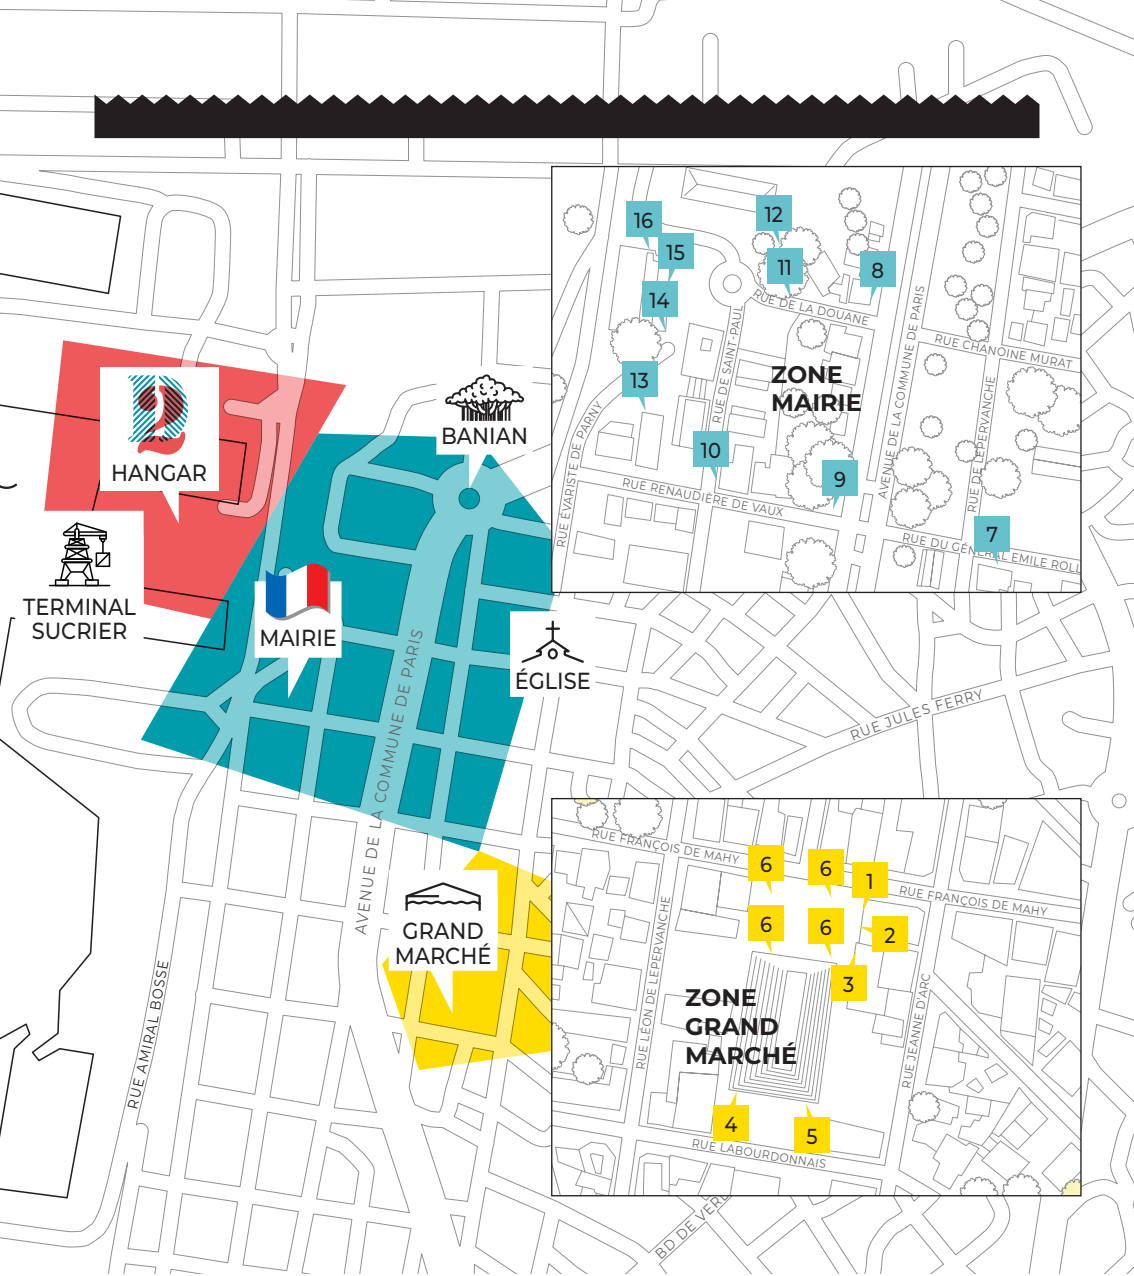 16
12
15
11
8
14
RUE DE LA DOUANE
RUE CHANOINE MURAT
13
ZONE
MAIRIE
RUE DE SAINT-PAUL
AVENUE DE LA COMMUNE DE PARIS
RUE DE LEPERVANCHE
RUE ÉVARISTE DE PARNY
10
9
RUE RENAUDIÈRE DE VAUX
7
RUE DU GÉNÉRAL EMILE ROLL
2
HANGAR
BANIAN
TERMINAL
SUCRIER
MAIRIE
ÉGLISE
AVENUE DE LA COMMUNE DE PARIS
RUE JULES FERRY
GRAND
MARCHÉ
RUE AMIRAL BOSSE
RUE FRANÇOIS DE MAHY
6
6
1
RUE FRANÇOIS DE MAHY
6
6
2
3
ZONE
GRAND
MARCHÉ
RUE LÉON DE LEPERVANCHE
RUE JEANNE D'ARC
4
5
RUE LABOURDONNAIS
BD DE VER